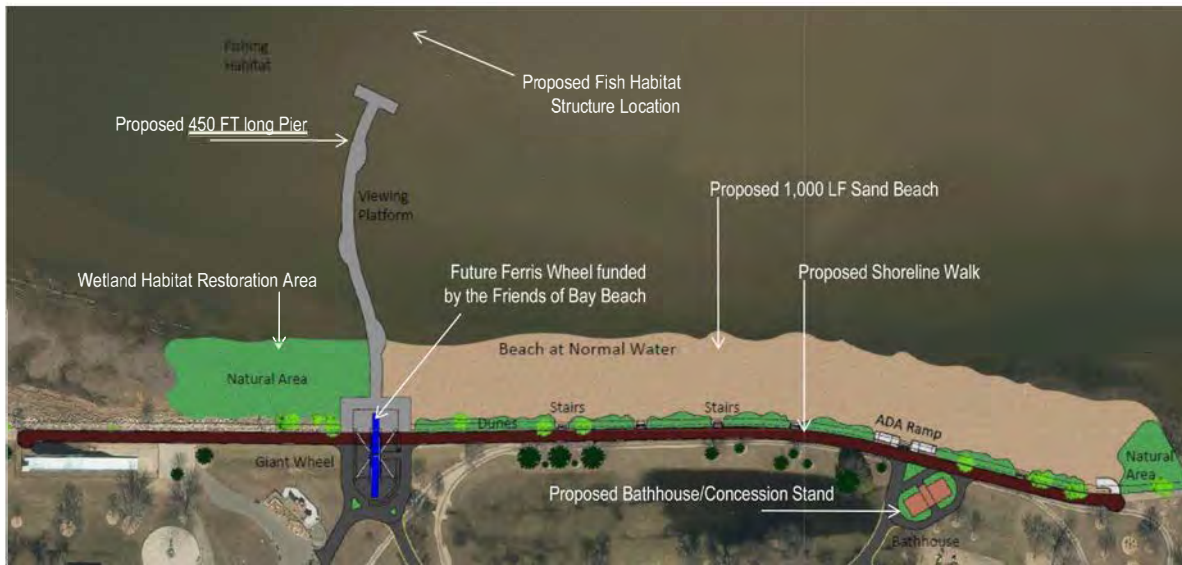 Fishing
Habitat
Proposed Fish Habitat
Structure Location
Proposed 450 FT long Pier
Viewing
Platform
Proposed 1,000 LF Sand Beach
Wetland Habitat Restoration Area
Future Ferris Wheel funded
by the Friends of Bay Beach
Proposed Shoreline Walk
Beach at Normal Water
Natural Area
Stairs
Stairs
Dunes
ADA Ramp
Giant Wheel
Natural
Area
Proposed Bathhouse/Concession Stand
Bathhouse